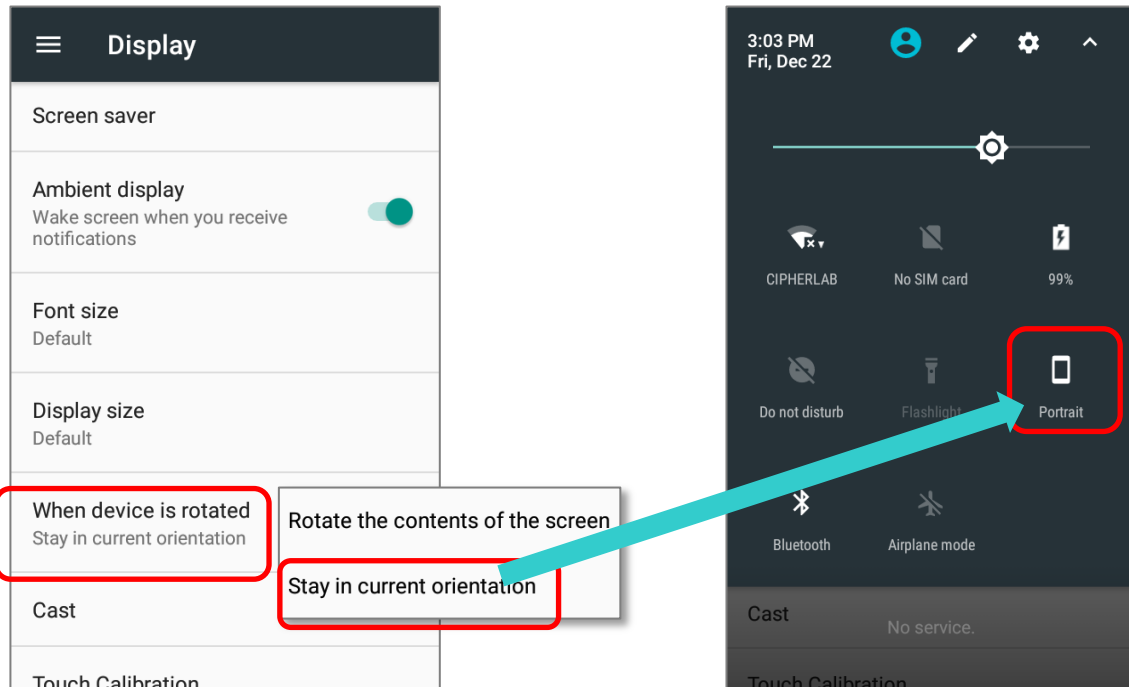 Display
Screen saver
Ambient display
Wake screen when you receive
notifications
Font size
Default
Display size
Default
When device is rotated
Stay in current orientation
Rotate the contents of the screen
Stay in current orientation
Cast
Touch Calibration
3:03 PM
Fri, Dec 22
CIPHERLAB
No SIM card
99%
Do not disturb
Flashlight
Portrait
Bluetooth
Airplane mode
Cast
No service.
Touch Calibration